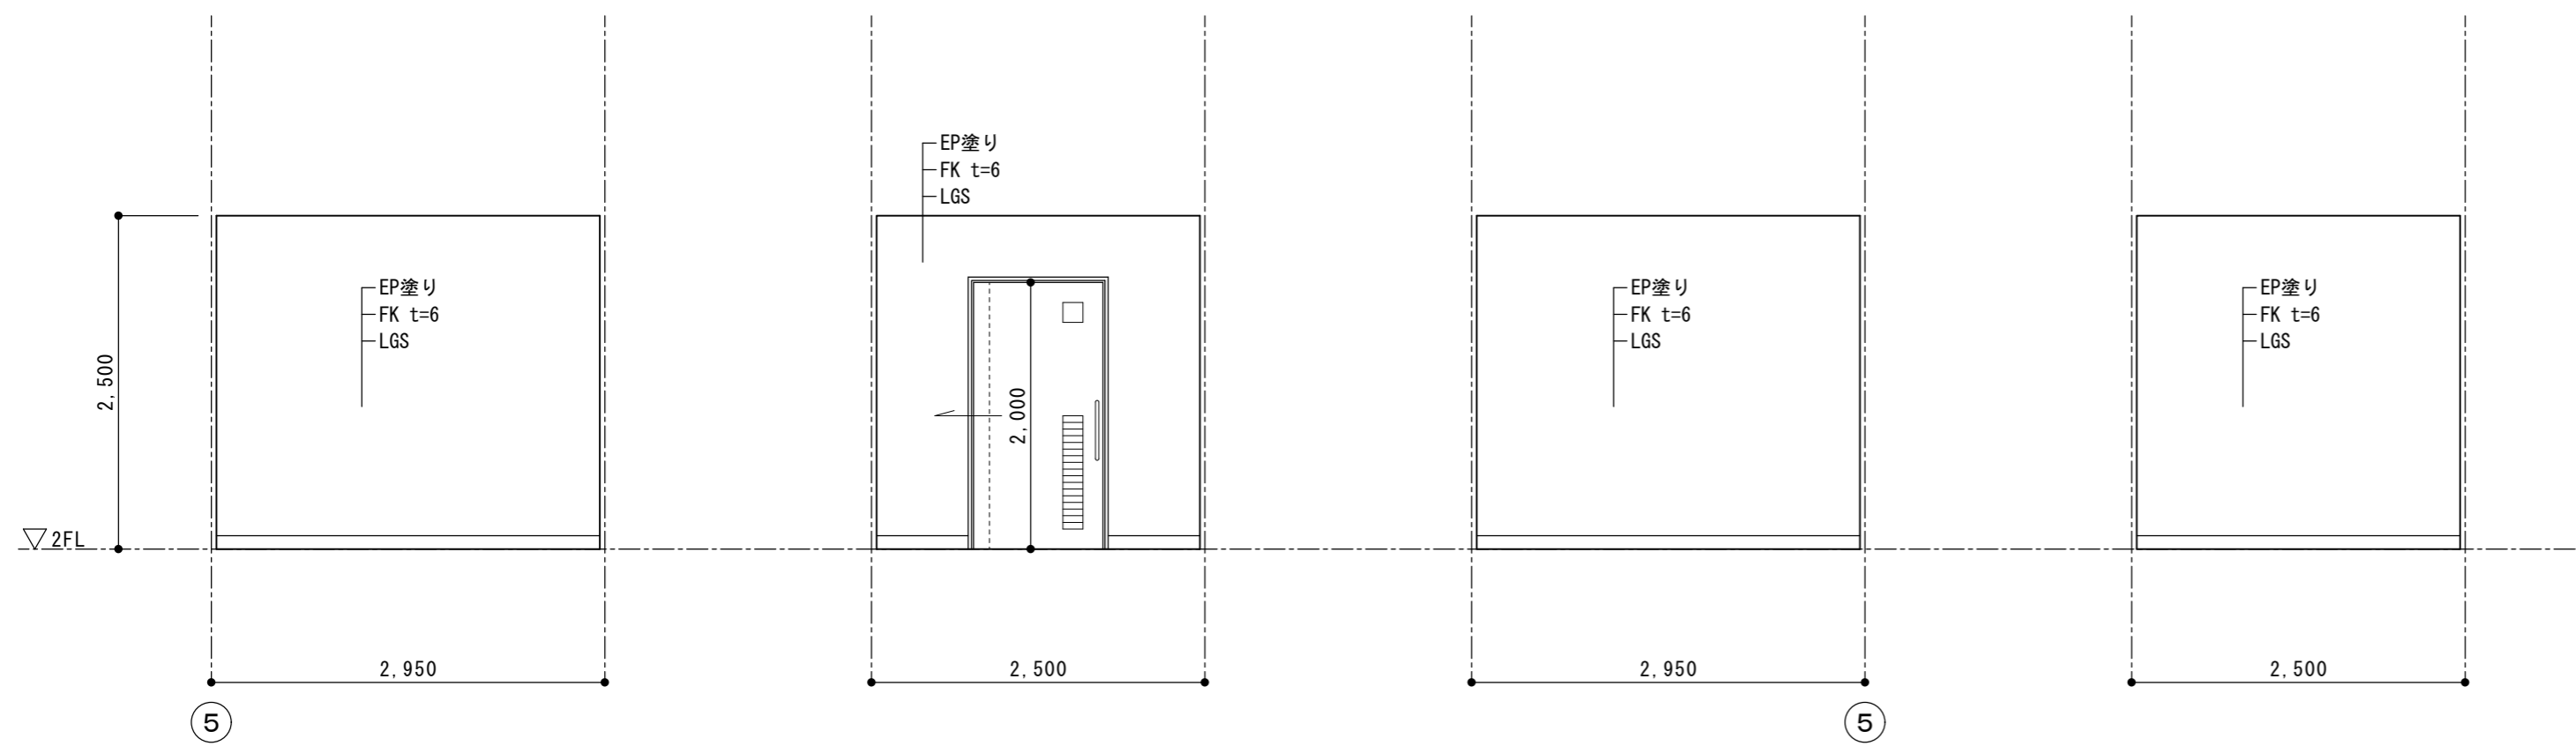 EP塗り
FK t=6
LGS
EP塗り
FK t=6
LGS
EP塗り
FK t=6
LGS
EP塗り
FK t=6
LGS
2,500
2,000
2FL
2,950
2,500
2,950
2,500
5
5